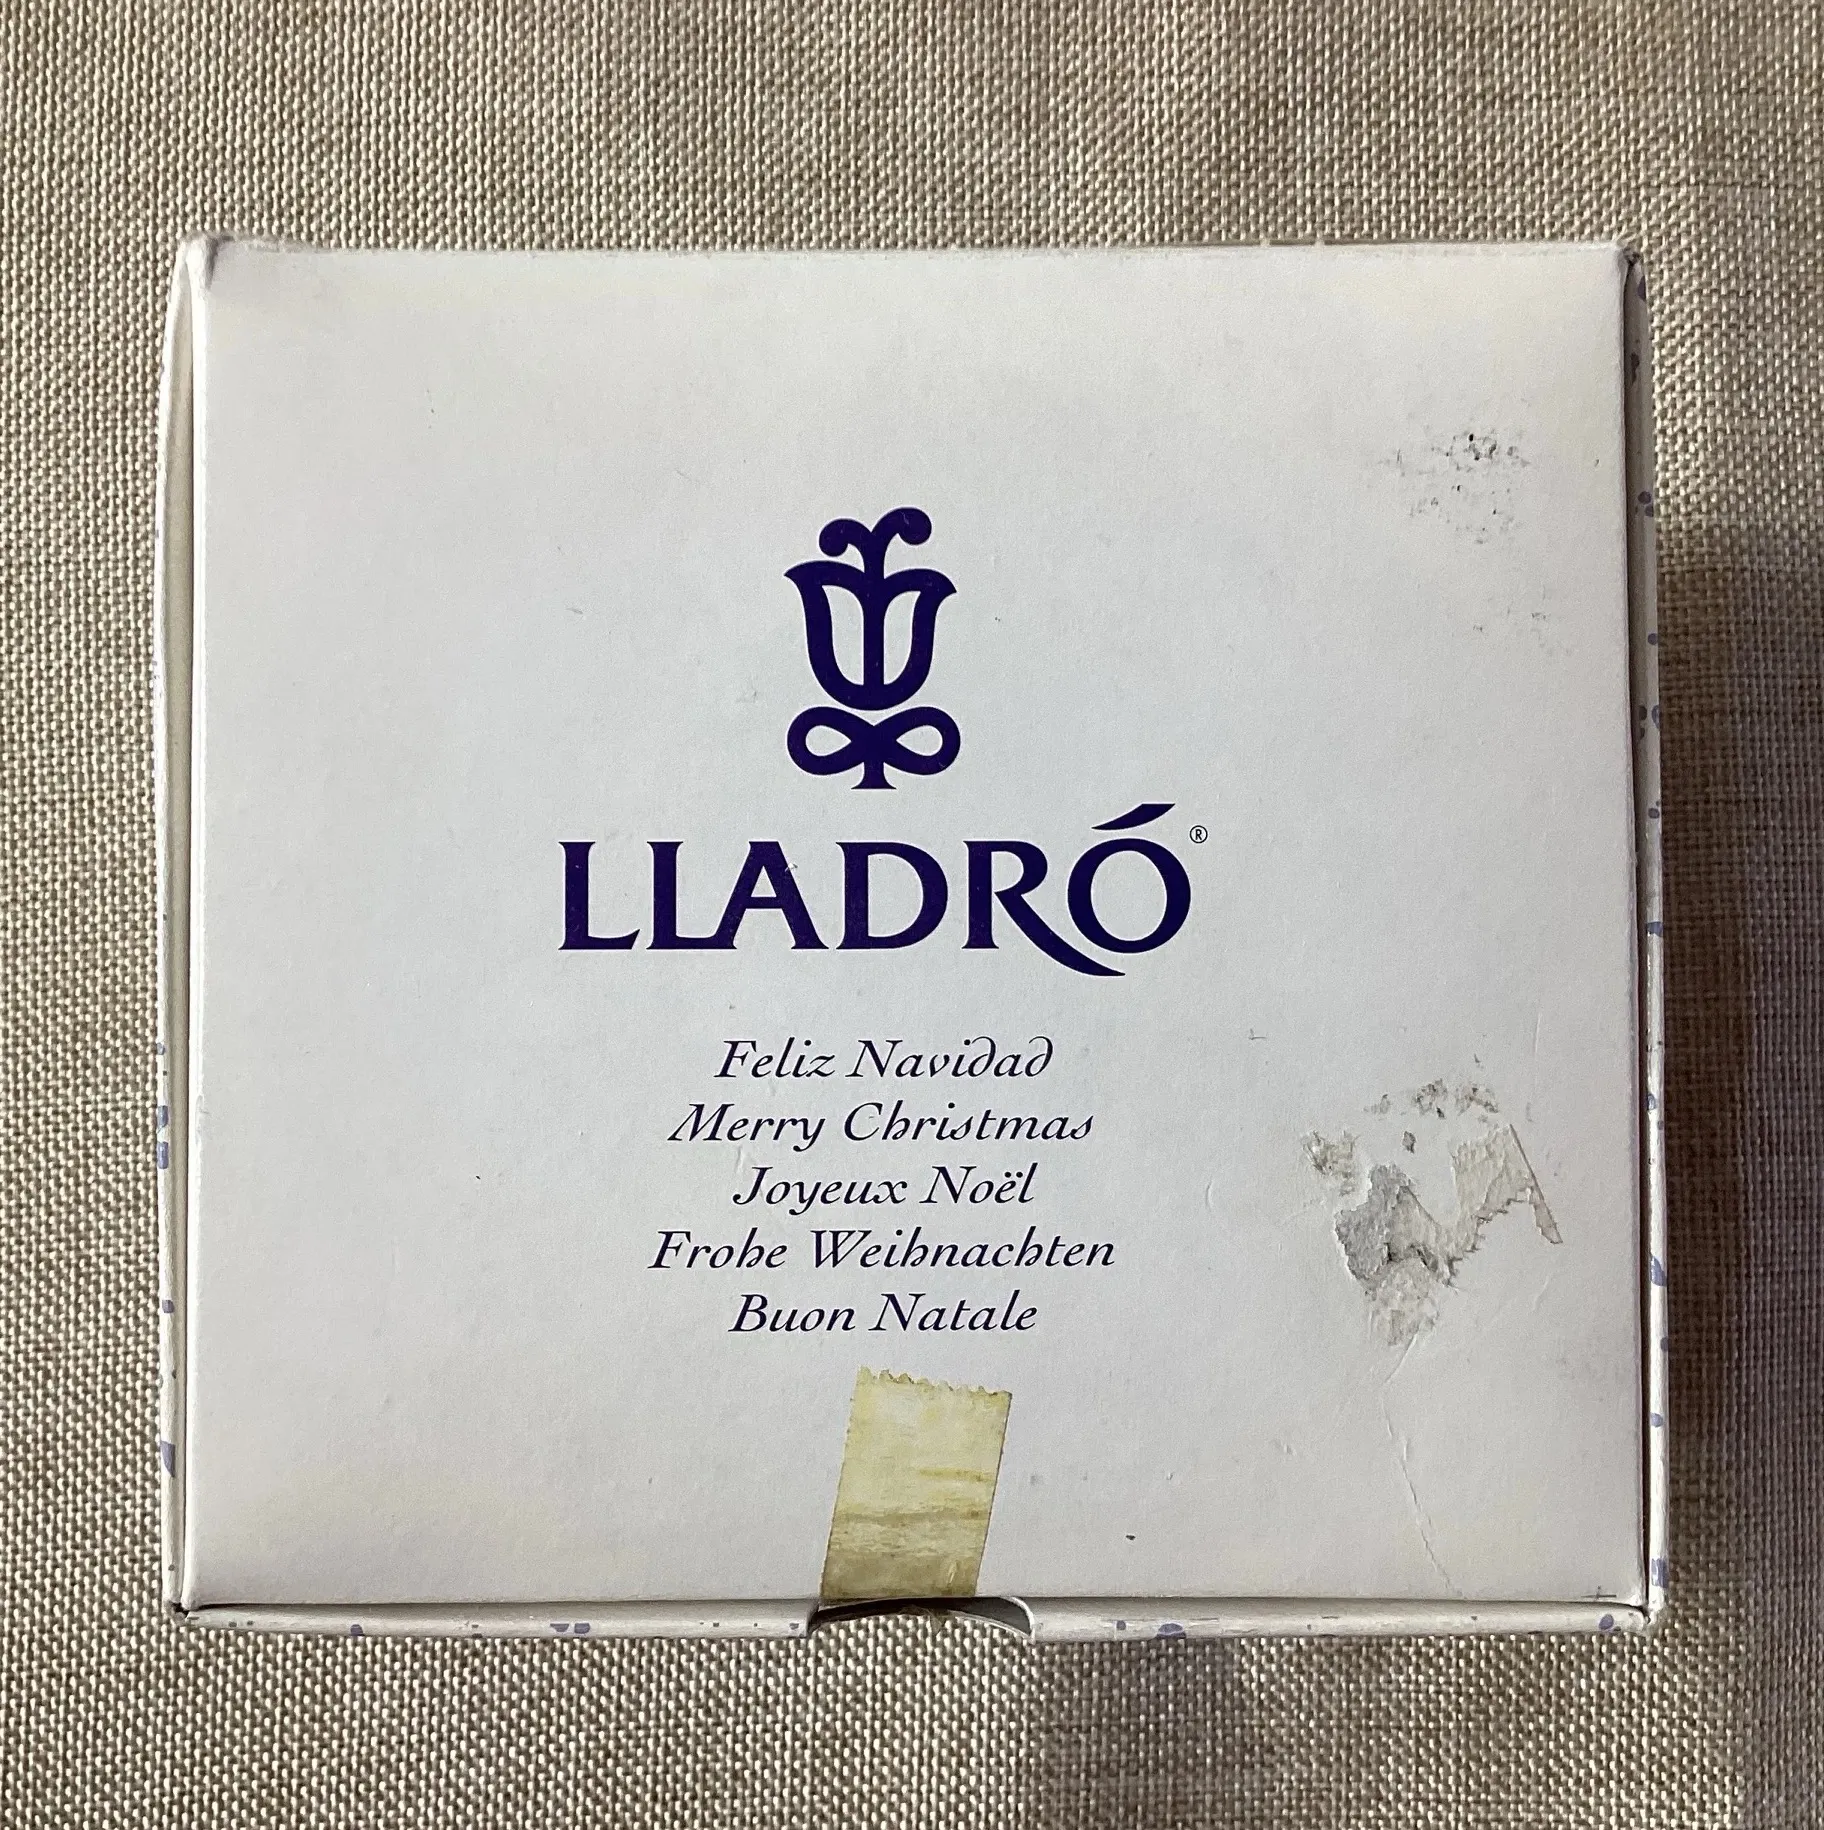 LLADRÓ®
Feliz Navidad
Merry Christmas
Joyeux Noël
Frohe Weihnachten
Buon Natale